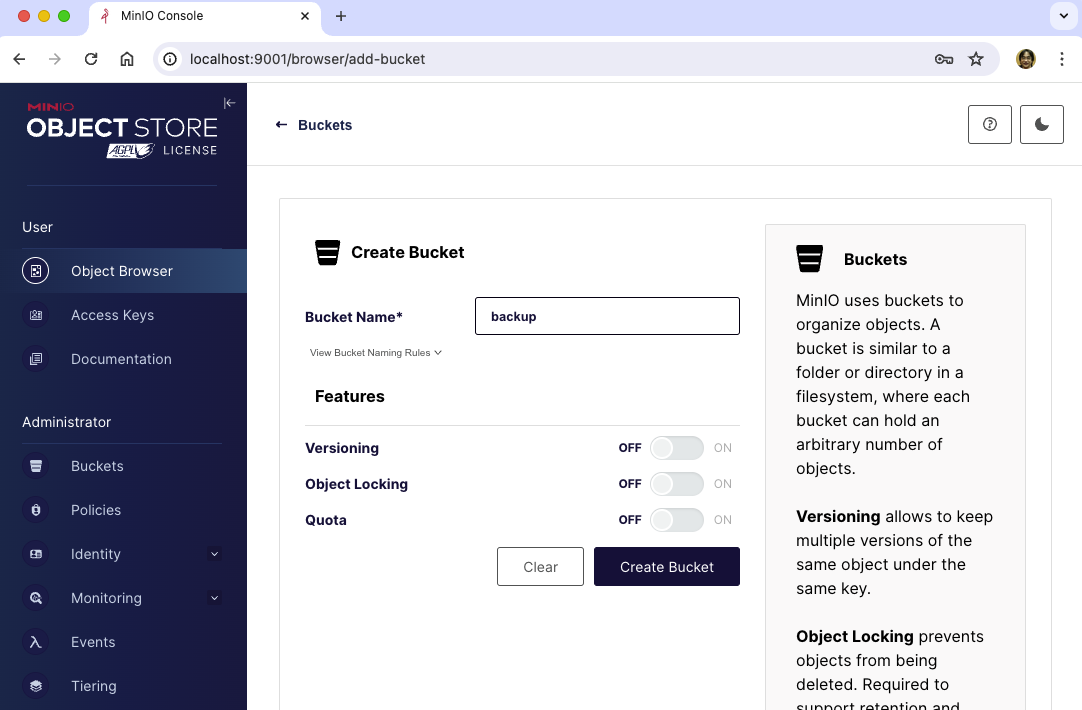 MinIO Console
localhost:9001/browser/add-bucket
MINIO
OBJECT STORE
AGPL LICENSE
User
Object Browser
Access Keys
Documentation
Administrator
Buckets
Policies
Identity
Monitoring
Events
Tiering
Buckets
Create Bucket
Bucket Name*
backup
View Bucket Naming Rules
Features
Versioning OFF ON
Object Locking OFF ON
Quota OFF ON
Clear Create Bucket
Buckets
MinIO uses buckets to
organize objects. A
bucket is similar to a
folder or directory in a
filesystem, where each
bucket can hold an
arbitrary number of
objects.
Versioning allows to keep
multiple versions of the
same object under the
same key.
Object Locking prevents
objects from being
deleted. Required to
support retention and